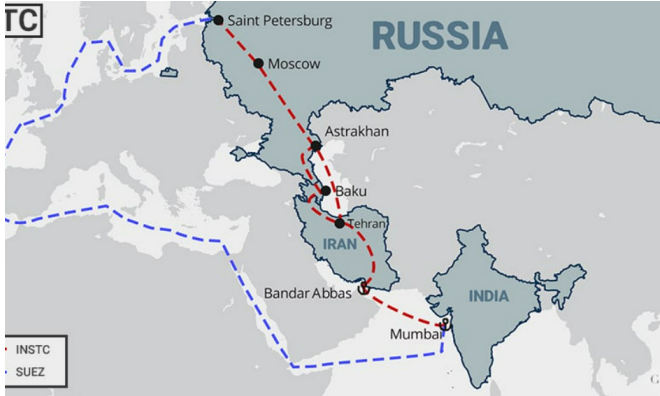 TC
Saint Petersburg
RUSSIA
Moscow
Astrakhan
Baku
Tehran
IRAN
Bandar Abbas
INDIA
Mumbai
INSTC
SUEZ
G